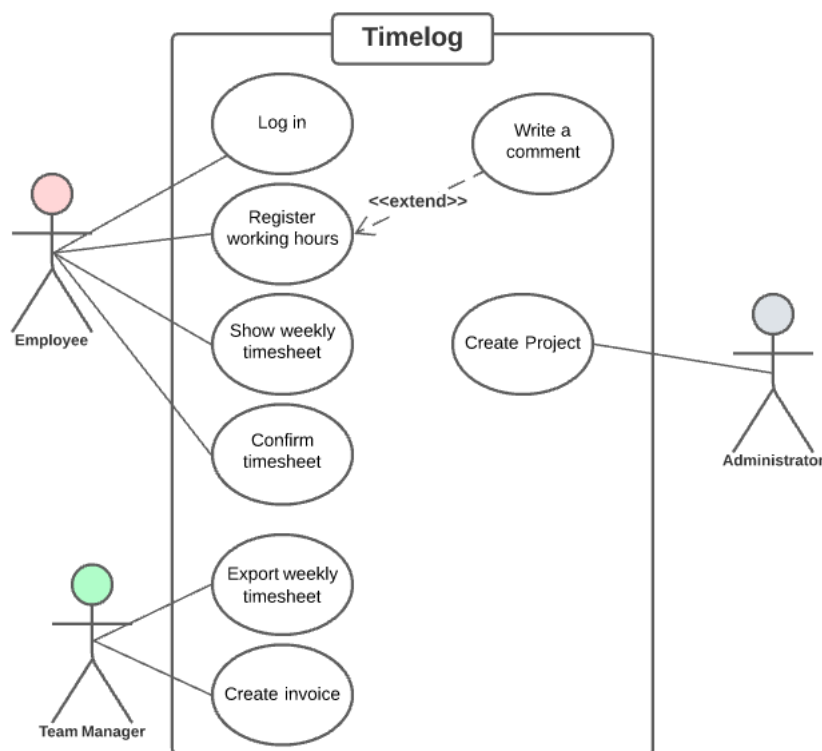 Timelog
Log in
Write a
comment
<<extend>>
Register
working hours
Employee
Show weekly
timesheet
Create Project
Confirm
timesheet
Administrator
Export weekly
timesheet
Create invoice
Team Manager